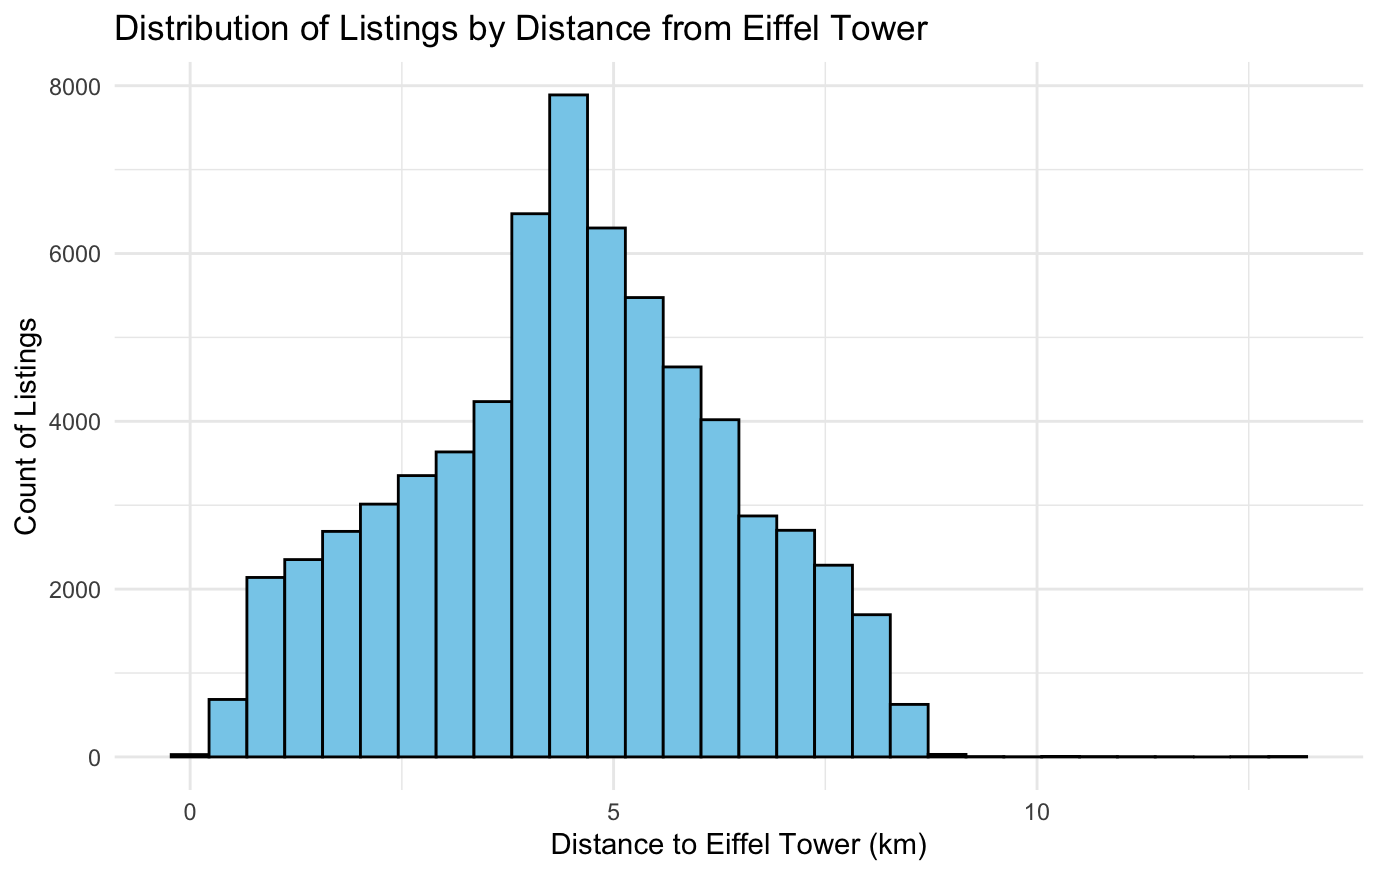 Distribution of Listings by Distance from Eiffel Tower
8000
6000
4000
2000
0
Count of Listings
0 5 10
Distance to Eiffel Tower (km)